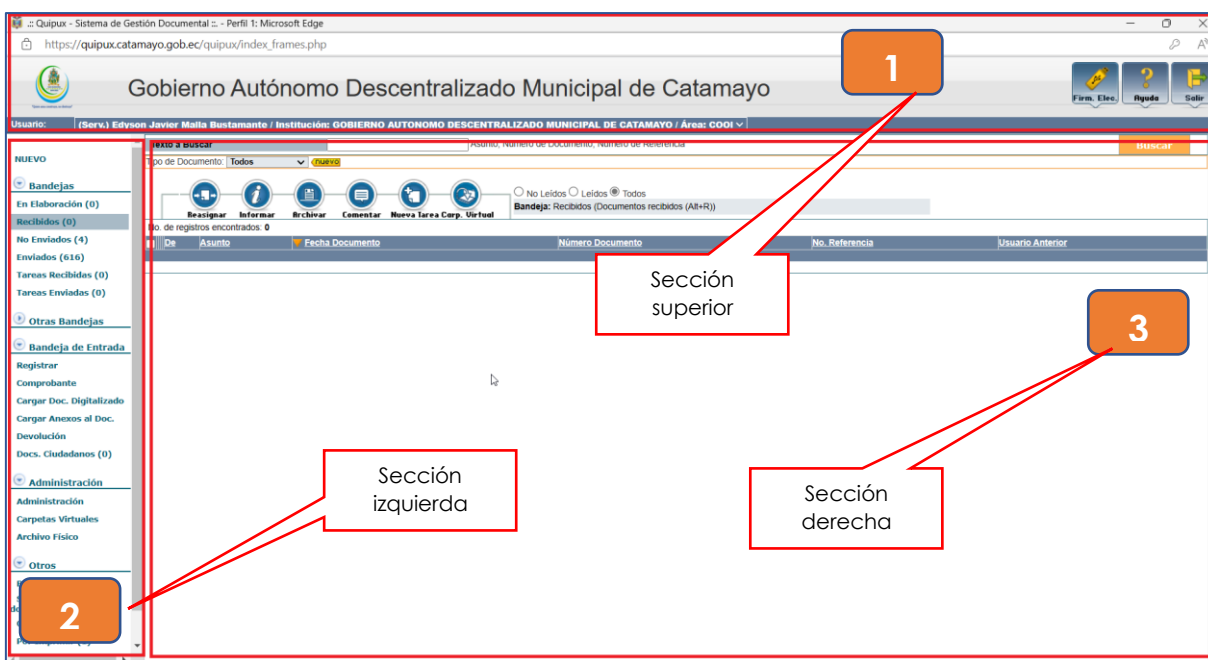 .:: Quipux - Sistema de Gestión Documental ::. - Perfil 1: Microsoft Edge
https://quipux.catamayo.gob.ec/quipux/index_frames.php
Gobierno Autónomo Descentralizado Municipal de Catamayo
1
Firm. Elec.
Ayuda
Salir
Usuario: (Serv.) Edyson Javier Malla Bustamante / Institución: GOBIERNO AUTONOMO DESCENTRALIZADO MUNICIPAL DE CATAMAYO / Área: COOI
NUEVO
Bandejas
En Elaboración (0)
Recibidos (0)
No Enviados (4)
Enviados (616)
Tareas Recibidas (0)
Tareas Enviadas (0)
Otras Bandejas
Bandeja de Entrada
Registrar
Comprobante
Cargar Doc. Digitalizado
Cargar Anexos al Doc.
Devolución
Docs. Ciudadanos (0)
Administración
Administración
Carpetas Virtuales
Archivo Físico
Otros
2
Texto a Buscar Asunto, Número de Documento, Número de Referencia Buscar
Tipo de Documento: Todos (nuevo)
Reasignar Informar Archivar Comentar Nueva Tarea Carp. Virtual
No Leídos Leídos Todos
Bandeja: Recibidos (Documentos recibidos (Alt+R))
No. de registros encontrados: 0
De Asunto Fecha Documento Número Documento No. Referencia Usuario Anterior
Sección
superior
3
Sección
izquierda
Sección
derecha